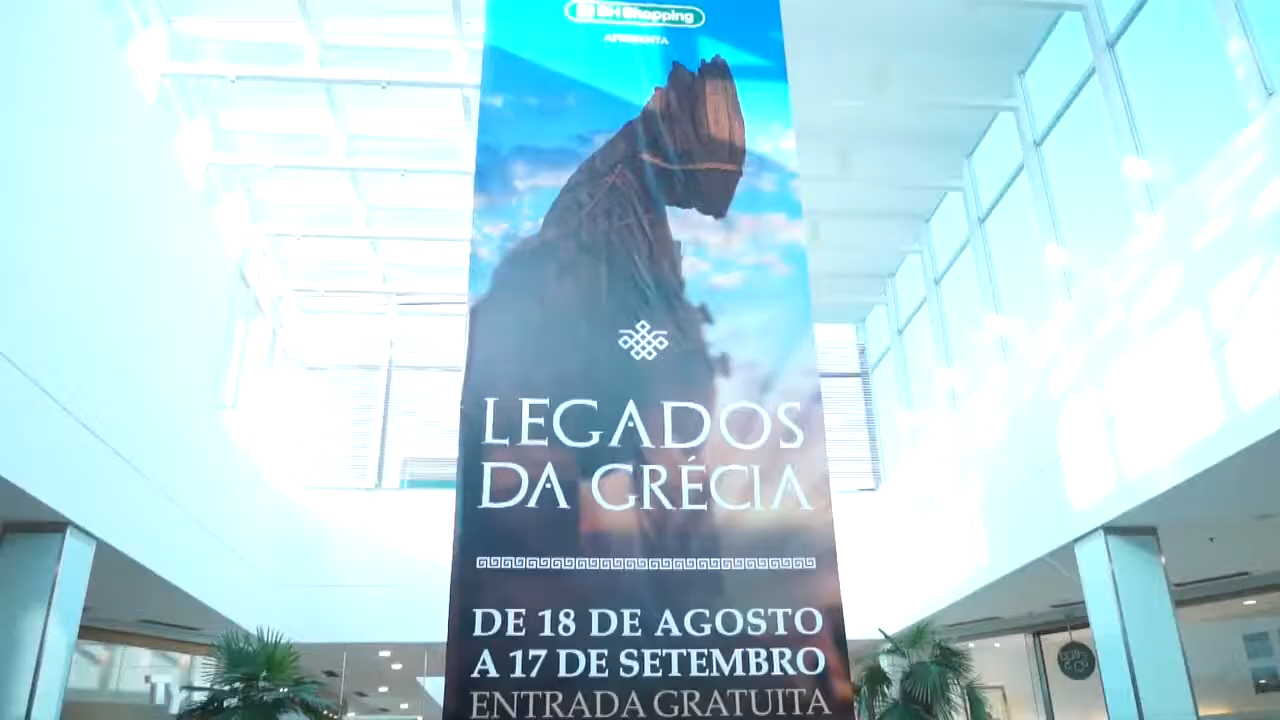 BH Shopping
APRESENTA
LEGADOS
DA GRÉCIA
DE 18 DE AGOSTO
A 17 DE SETEMBRO
ENTRADA GRATUITA